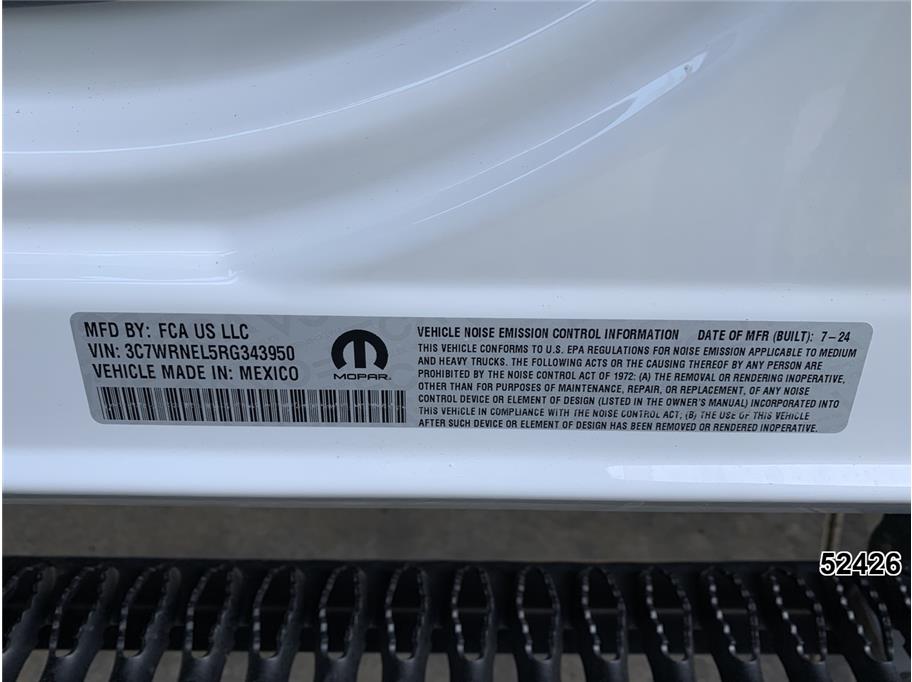 MFD BY: FCA US LLC
VIN: 3C7WRNEL5RG343950
VEHICLE MADE IN: MEXICO
MOPAR
VEHICLE NOISE EMISSION CONTROL INFORMATION DATE OF MFR (BUILT): 7-24
THIS VEHICLE CONFORMS TO U.S. EPA REGULATIONS FOR NOISE EMISSION APPLICABLE TO MEDIUM
AND HEAVY TRUCKS. THE FOLLOWING ACTS OR THE CAUSING THEREOF BY ANY PERSON ARE
PROHIBITED BY THE NOISE CONTROL ACT OF 1972: (A) THE REMOVAL OR RENDERING INOPERATIVE,
OTHER THAN FOR PURPOSES OF MAINTENANCE, REPAIR, OR REPLACEMENT, OF ANY NOISE
CONTROL DEVICE OR ELEMENT OF DESIGN (LISTED IN THE OWNER'S MANUAL) INCORPORATED INTO
THIS VEHICLE IN COMPLIANCE WITH THE NOISE CONTROL ACT; (B) THE USE OF THIS VEHICLE
AFTER SUCH DEVICE OR ELEMENT OF DESIGN HAS BEEN REMOVED OR RENDERED INOPERATIVE.
52426